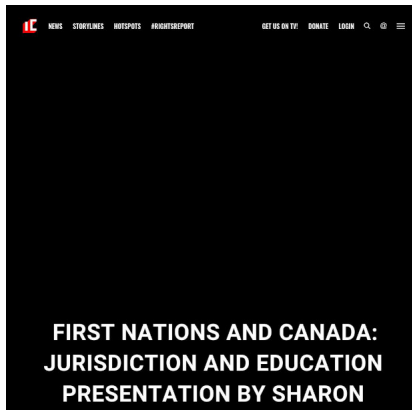 IC NEWS STORYLINES HOTSPOTS #RIGHTSREPORT GET US ON TV! DONATE LOGIN @
FIRST NATIONS AND CANADA:
JURISDICTION AND EDUCATION
PRESENTATION BY SHARON